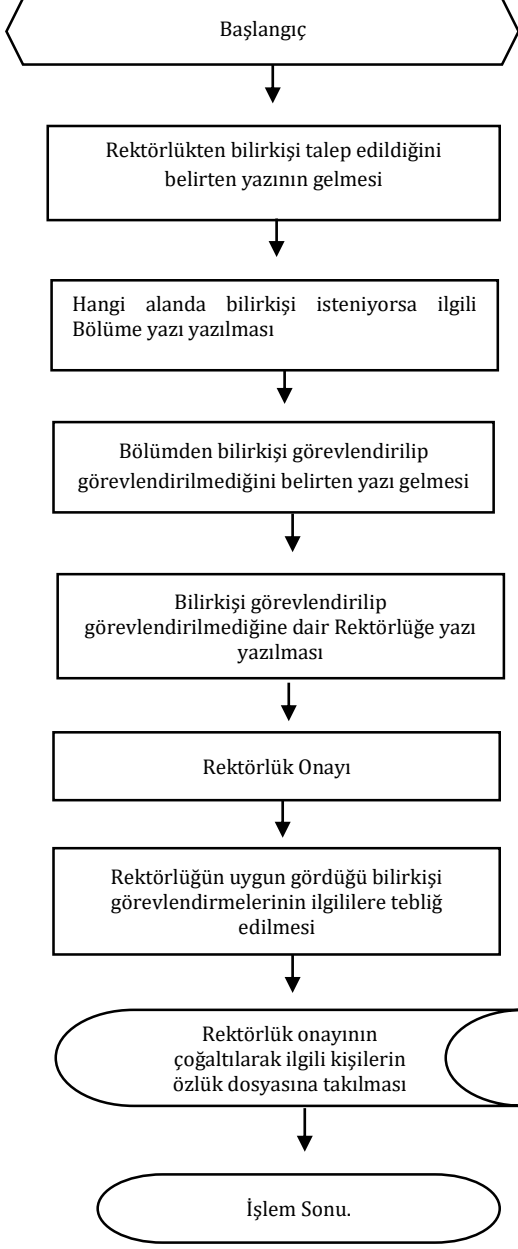 Başlangıç
Rektörlükten bilirkişi talep edildiğini
belirten yazının gelmesi
Hangi alanda bilirkişi isteniyorsa ilgili
Bölüme yazı yazılması
Bölümden bilirkişi görevlendirilip
görevlendirilmediğini belirten yazı gelmesi
Bilirkişi görevlendirilip
görevlendirilmediğine dair Rektörlüğe yazı
yazılması
Rektörlük Onayı
Rektörlüğün uygun gördüğü bilirkişi
görevlendirmelerinin ilgililere tebliğ
edilmesi
Rektörlük onayının
çoğaltılarak ilgili kişilerin
özlük dosyasına takılması
İşlem Sonu.